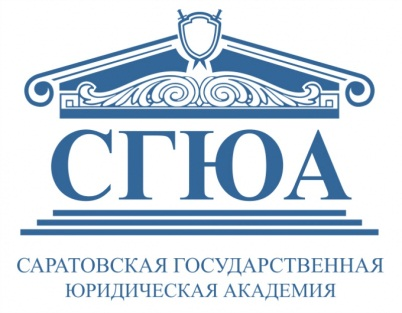 СГЮА
САРАТОВСКАЯ ГОСУДАРСТВЕННАЯ
ЮРИДИЧЕСКАЯ АКАДЕМИЯ